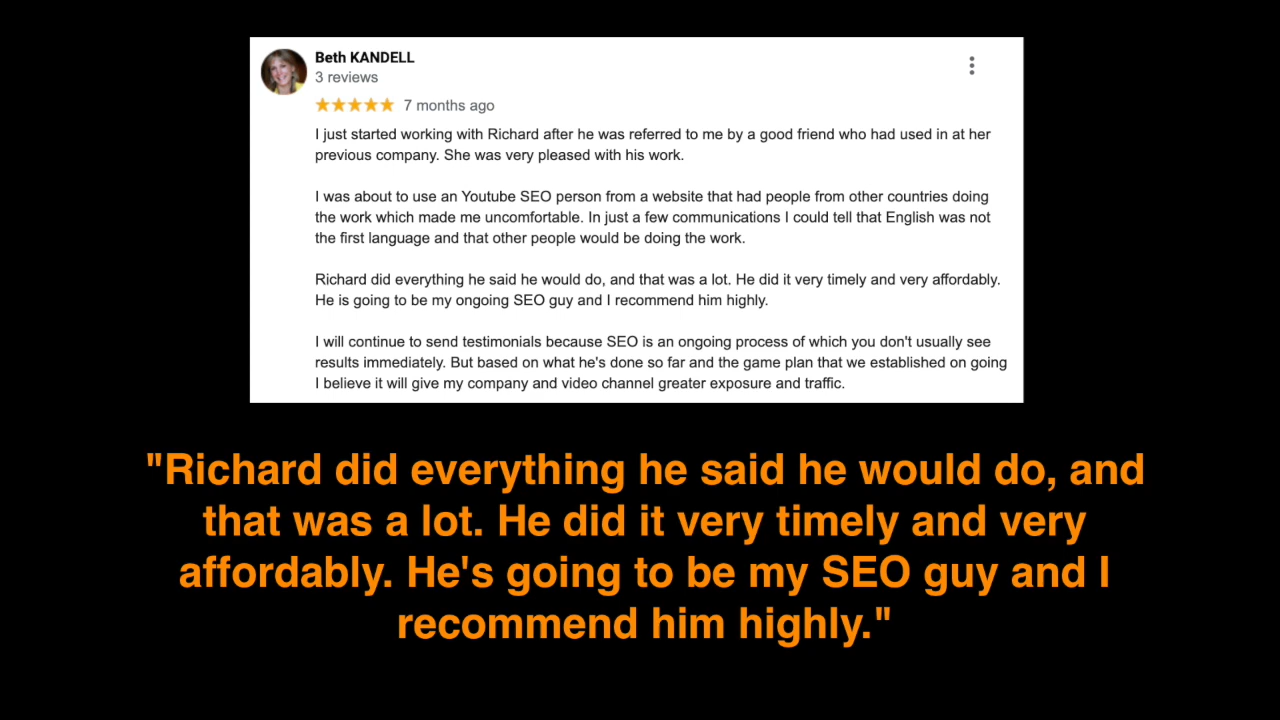 Beth KANDELL
3 reviews
7 months ago
I just started working with Richard after he was referred to me by a good friend who had used in at her
previous company. She was very pleased with his work.
I was about to use an Youtube SEO person from a website that had people from other countries doing
the work which made me uncomfortable. In just a few communications I could tell that English was not
the first language and that other people would be doing the work.
Richard did everything he said he would do, and that was a lot. He did it very timely and very affordably.
He is going to be my ongoing SEO guy and I recommend him highly.
I will continue to send testimonials because SEO is an ongoing process of which you don't usually see
results immediately. But based on what he's done so far and the game plan that we established on going
I believe it will give my company and video channel greater exposure and traffic.
"Richard did everything he said he would do, and
that was a lot. He did it very timely and very
affordably. He's going to be my SEO guy and I
recommend him highly."